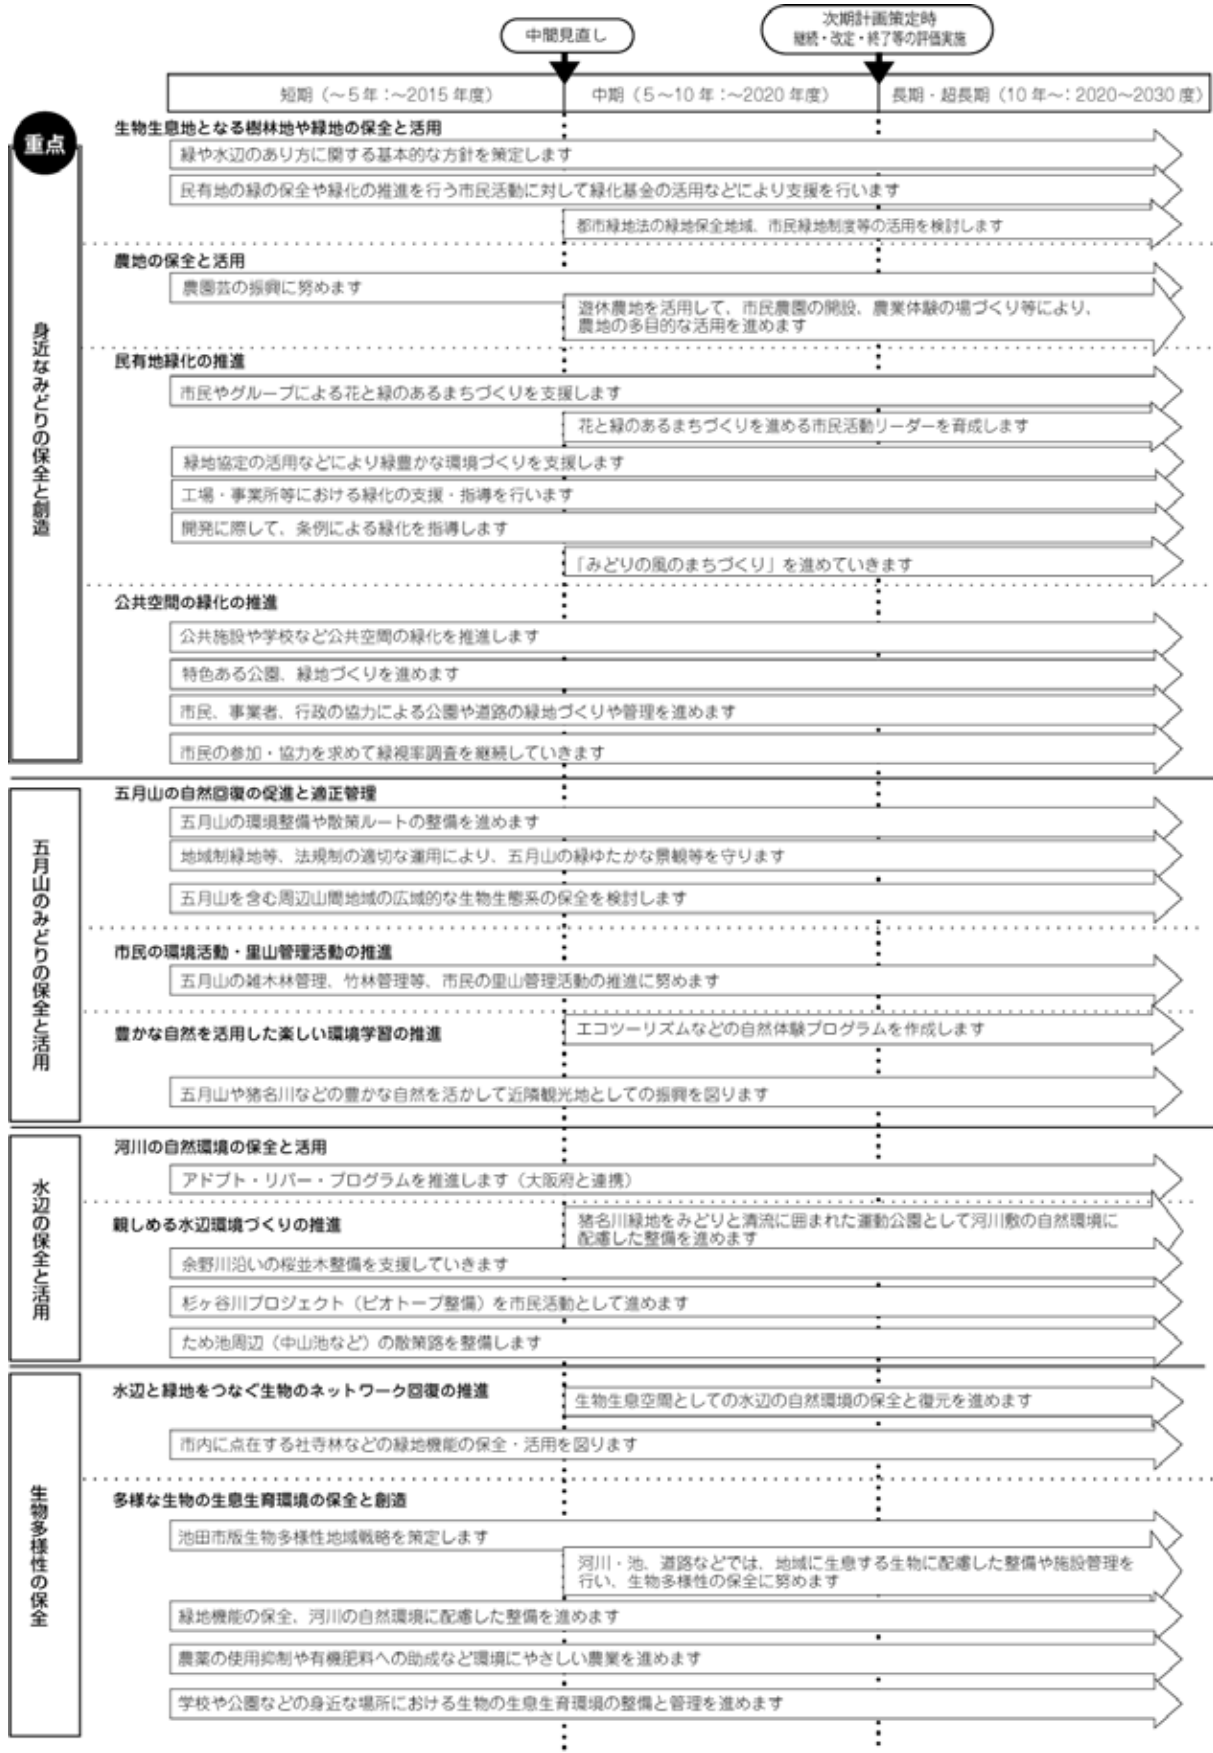 中間見直し
次期計画策定時
継続・改定・終了等の評価実施
短期（～5年：～2015年度）
中期（5～10年：～2020年度）
長期・超長期（10年～：2020～2030度）
重点
身近なみどりの保全と創造
生物生息地となる樹林地や緑地の保全と活用
緑や水辺のあり方に関する基本的な方針を策定します
民有地の緑の保全や緑化の推進を行う市民活動に対して緑化基金の活用などにより支援を行います
都市緑地法の緑地保全地域、市民緑地制度等の活用を検討します
農地の保全と活用
農園芸の振興に努めます
遊休農地を活用して、市民農園の開設、農業体験の場づくり等により、
農地の多目的な活用を進めます
民有地緑化の推進
市民やグループによる花と緑のあるまちづくりを支援します
花と緑のあるまちづくりを進める市民活動リーダーを育成します
緑地協定の活用などにより緑豊かな環境づくりを支援します
工場・事業所等における緑化の支援・指導を行います
開発に際して、条例による緑化を指導します
「みどりの風のまちづくり」を進めていきます
公共空間の緑化の推進
公共施設や学校など公共空間の緑化を推進します
特色ある公園、緑地づくりを進めます
市民、事業者、行政の協力による公園や道路の緑地づくりや管理を進めます
市民の参加・協力を求めて緑視率調査を継続していきます
五月山のみどりの保全と活用
五月山の自然回復の促進と適正管理
五月山の環境整備や散策ルートの整備を進めます
地域制緑地等、法規制の適切な運用により、五月山の緑ゆたかな景観等を守ります
五月山を含む周辺山間地域の広域的な生物生態系の保全を検討します
市民の環境活動・里山管理活動の推進
五月山の雑木林管理、竹林管理等、市民の里山管理活動の推進に努めます
豊かな自然を活用した楽しい環境学習の推進
エコツーリズムなどの自然体験プログラムを作成します
五月山や猪名川などの豊かな自然を活かして近隣観光地としての振興を図ります
水辺の保全と活用
河川の自然環境の保全と活用
アドプト・リバー・プログラムを推進します（大阪府と連携）
親しめる水辺環境づくりの推進
猪名川緑地をみどりと清流に囲まれた運動公園として河川敷の自然環境に
配慮した整備を進めます
余野川沿いの桜並木整備を支援していきます
杉ヶ谷川プロジェクト（ビオトープ整備）を市民活動として進めます
ため池周辺（中山池など）の散策路を整備します
生物多様性の保全
水辺と緑地をつなぐ生物のネットワーク回復の推進
生物生息空間としての水辺の自然環境の保全と復元を進めます
市内に点在する社寺林などの緑地機能の保全・活用を図ります
多様な生物の生息生育環境の保全と創造
池田市版生物多様性地域戦略を策定します
河川・池、道路などでは、地域に生息する生物に配慮した整備や施設管理を
行い、生物多様性の保全に努めます
緑地機能の保全、河川の自然環境に配慮した整備を進めます
農薬の使用抑制や有機肥料への助成など環境にやさしい農業を進めます
学校や公園などの身近な場所における生物の生息生育環境の整備と管理を進めます